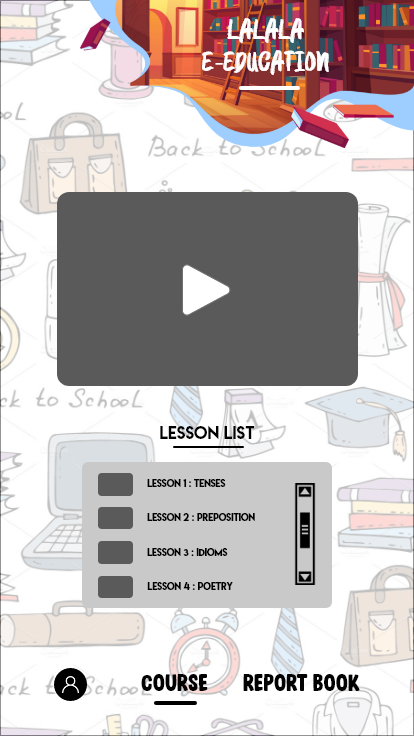 LALALA
E-EDUCATION
Back to School
ck to School
LESSON LIST
LESSON 1 : TENSES
LESSON 2 : PREPOSITION
LESSON 3 : IDIOMS
LESSON 4 : POETRY
ck to School
COURSE
REPORT BOOK